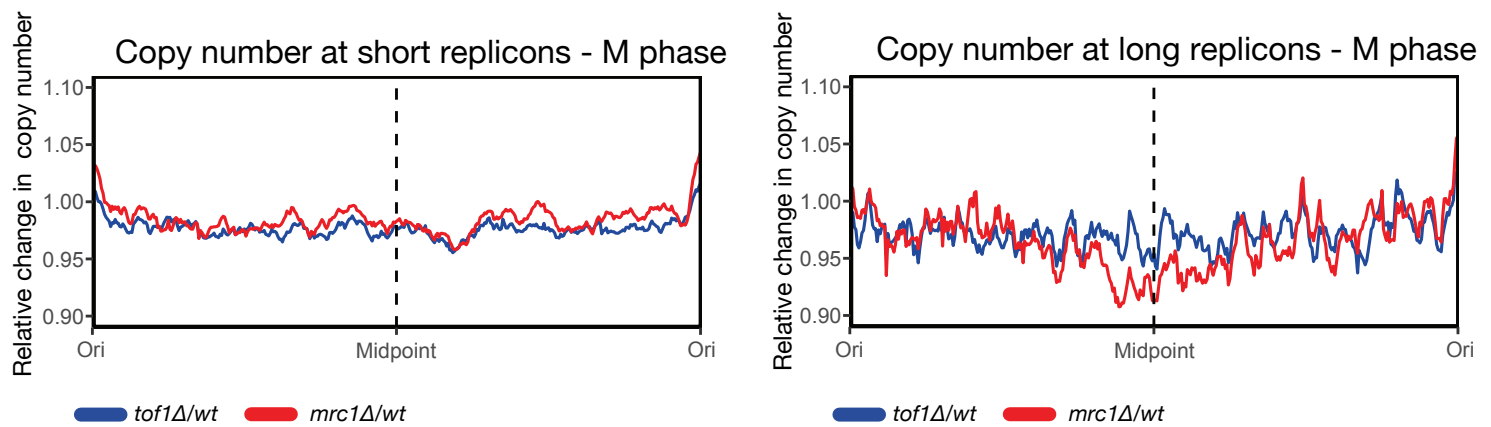 Copy number at short replicons - M phase
Relative change in copy number
1.10
1.05
1.00
0.95
0.90
Ori
Midpoint
Ori
tof1Δ/wt
mrc1Δ/wt
Copy number at long replicons - M phase
Relative change in copy number
1.10
1.05
1.00
0.95
0.90
Ori
Midpoint
Ori
tof1Δ/wt
mrc1Δ/wt